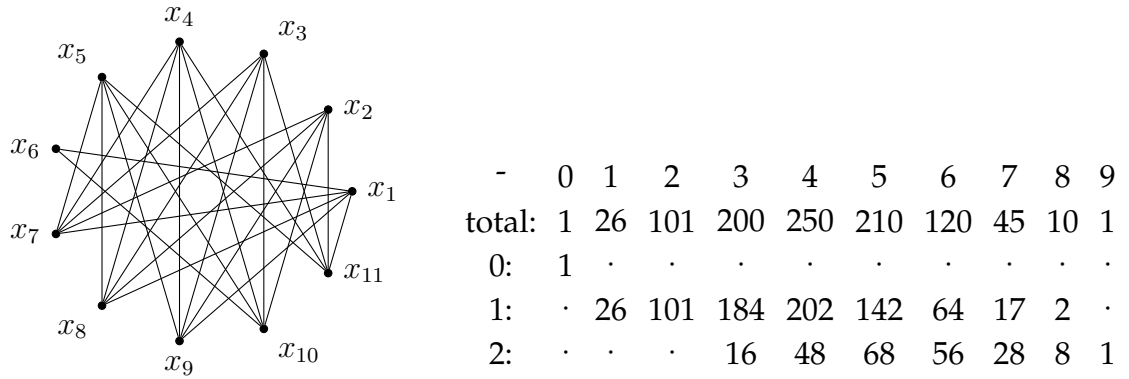 x₄
x₃
x₅
x₂
x₆
x₁
x₇
x₁₁
x₈
x₁₀
x₉
- 0 1 2 3 4 5 6 7 8 9
total: 1 26 101 200 250 210 120 45 10 1
0: 1 · · · · · · · · ·
1: · 26 101 184 202 142 64 17 2 ·
2: · · · 16 48 68 56 28 8 1